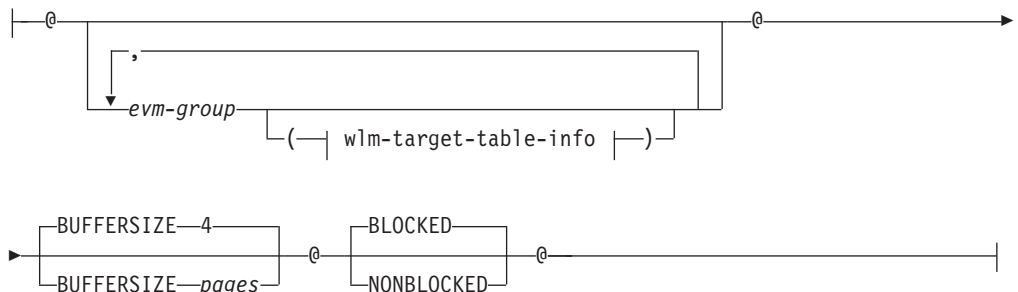 @ @
,
evm-group
( wlm-target-table-info )
BUFFERSIZE 4 BLOCKED
@ @
BUFFERSIZE pages NONBLOCKED